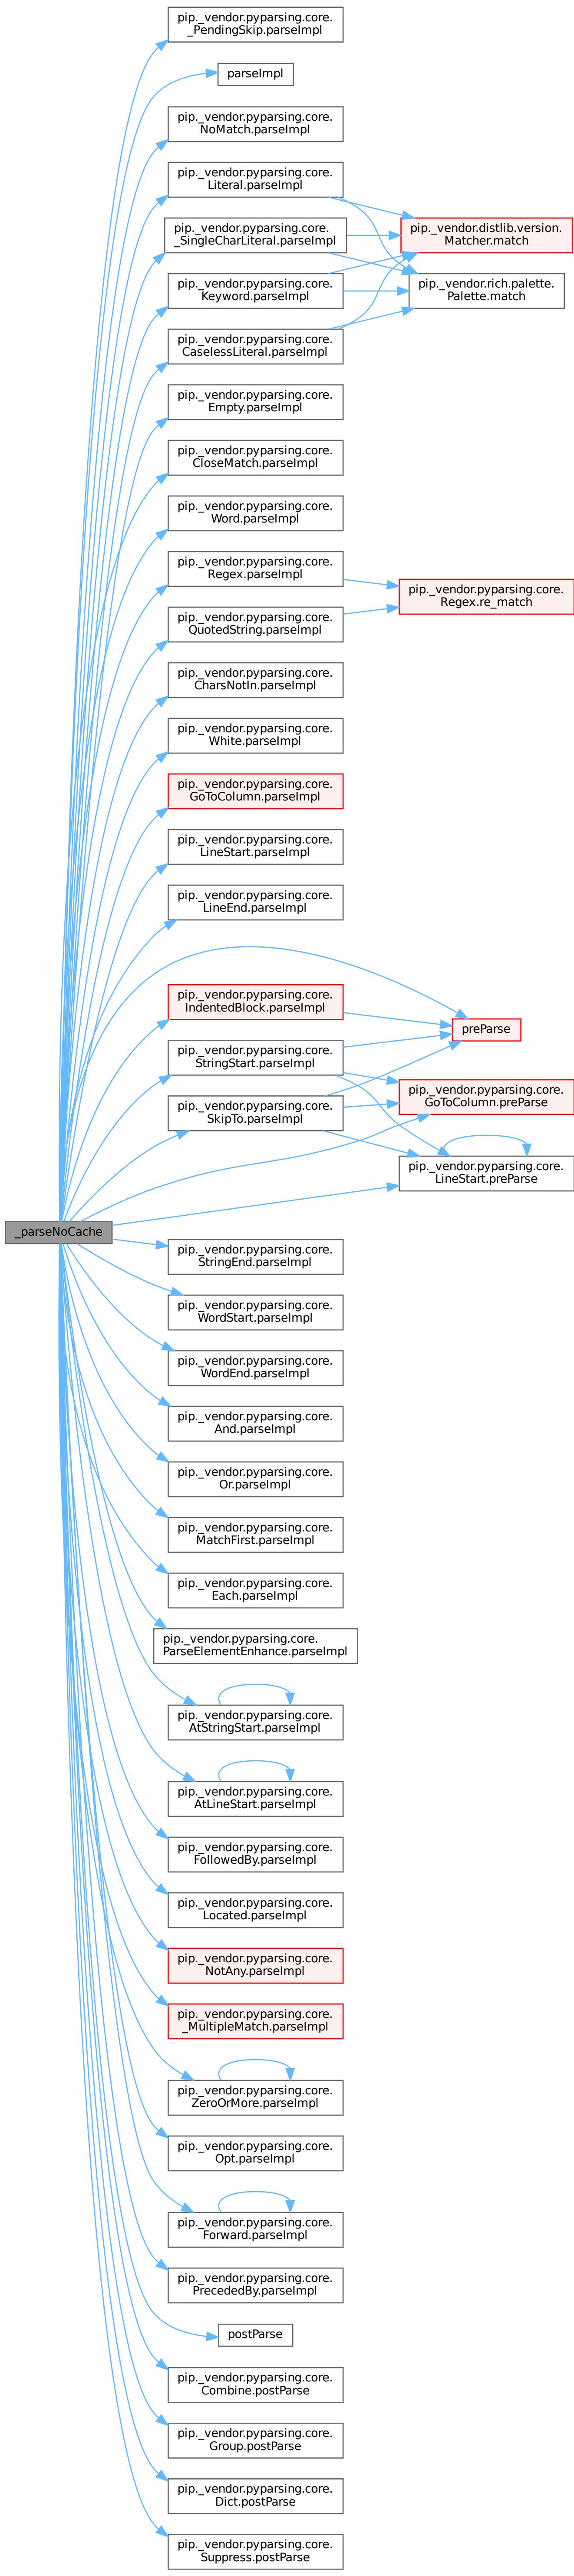 pip._vendor.pyparsing.core.
_PendingSkip.parseImpl
parseImpl
pip._vendor.pyparsing.core.
NoMatch.parseImpl
pip._vendor.pyparsing.core.
Literal.parseImpl
pip._vendor.pyparsing.core.
_SingleCharLiteral.parseImpl
pip._vendor.distlib.version.
Matcher.match
pip._vendor.pyparsing.core.
Keyword.parseImpl
pip._vendor.rich.palette.
Palette.match
pip._vendor.pyparsing.core.
CaselessLiteral.parseImpl
pip._vendor.pyparsing.core.
Empty.parseImpl
pip._vendor.pyparsing.core.
CloseMatch.parseImpl
pip._vendor.pyparsing.core.
Word.parseImpl
pip._vendor.pyparsing.core.
Regex.parseImpl
pip._vendor.pyparsing.core.
Regex.re_match
pip._vendor.pyparsing.core.
QuotedString.parseImpl
pip._vendor.pyparsing.core.
CharsNotIn.parseImpl
pip._vendor.pyparsing.core.
White.parseImpl
pip._vendor.pyparsing.core.
GoToColumn.parseImpl
pip._vendor.pyparsing.core.
LineStart.parseImpl
pip._vendor.pyparsing.core.
LineEnd.parseImpl
pip._vendor.pyparsing.core.
IndentedBlock.parseImpl
preParse
pip._vendor.pyparsing.core.
StringStart.parseImpl
pip._vendor.pyparsing.core.
GoToColumn.preParse
pip._vendor.pyparsing.core.
SkipTo.parseImpl
pip._vendor.pyparsing.core.
LineStart.preParse
_parseNoCache
pip._vendor.pyparsing.core.
StringEnd.parseImpl
pip._vendor.pyparsing.core.
WordStart.parseImpl
pip._vendor.pyparsing.core.
WordEnd.parseImpl
pip._vendor.pyparsing.core.
And.parseImpl
pip._vendor.pyparsing.core.
Or.parseImpl
pip._vendor.pyparsing.core.
MatchFirst.parseImpl
pip._vendor.pyparsing.core.
Each.parseImpl
pip._vendor.pyparsing.core.
ParseElementEnhance.parseImpl
pip._vendor.pyparsing.core.
AtStringStart.parseImpl
pip._vendor.pyparsing.core.
AtLineStart.parseImpl
pip._vendor.pyparsing.core.
FollowedBy.parseImpl
pip._vendor.pyparsing.core.
Located.parseImpl
pip._vendor.pyparsing.core.
NotAny.parseImpl
pip._vendor.pyparsing.core.
_MultipleMatch.parseImpl
pip._vendor.pyparsing.core.
ZeroOrMore.parseImpl
pip._vendor.pyparsing.core.
Opt.parseImpl
pip._vendor.pyparsing.core.
Forward.parseImpl
pip._vendor.pyparsing.core.
PrecededBy.parseImpl
postParse
pip._vendor.pyparsing.core.
Combine.postParse
pip._vendor.pyparsing.core.
Group.postParse
pip._vendor.pyparsing.core.
Dict.postParse
pip._vendor.pyparsing.core.
Suppress.postParse